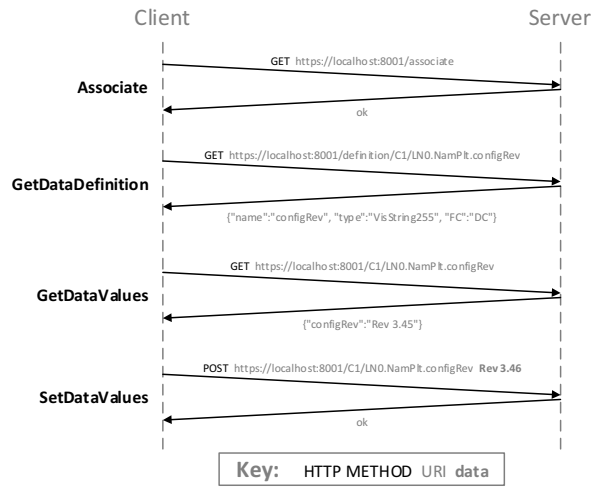 Client Server
GET https://localhost:8001/associate
Associate
ok
GET https://localhost:8001/definition/C1/LN0.NamPlt.configRev
GetDataDefinition
{"name":"configRev", "type":"VisString255", "FC":"DC"}
GET https://localhost:8001/C1/LN0.NamPlt.configRev
GetDataValues
{"configRev":"Rev 3.45"}
POST https://localhost:8001/C1/LN0.NamPlt.configRev Rev 3.46
SetDataValues
ok
Key: HTTP METHOD URI data